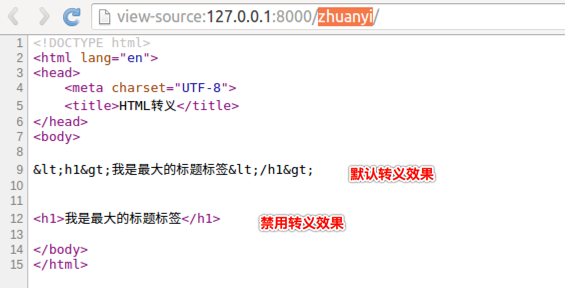 view-source:127.0.0.1:8000/zhuanyi/
1 <!DOCTYPE html>
2 <html lang="en">
3 <head>
4 <meta charset="UTF-8">
5 <title>HTML转义</title>
6 </head>
7 <body>
8
9 &lt;h1&gt;我是最大的标题标签&lt;/h1&gt; 默认转义效果
10
11
12 <h1>我是最大的标题标签</h1> 禁用转义效果
13
14 </body>
15 </html>